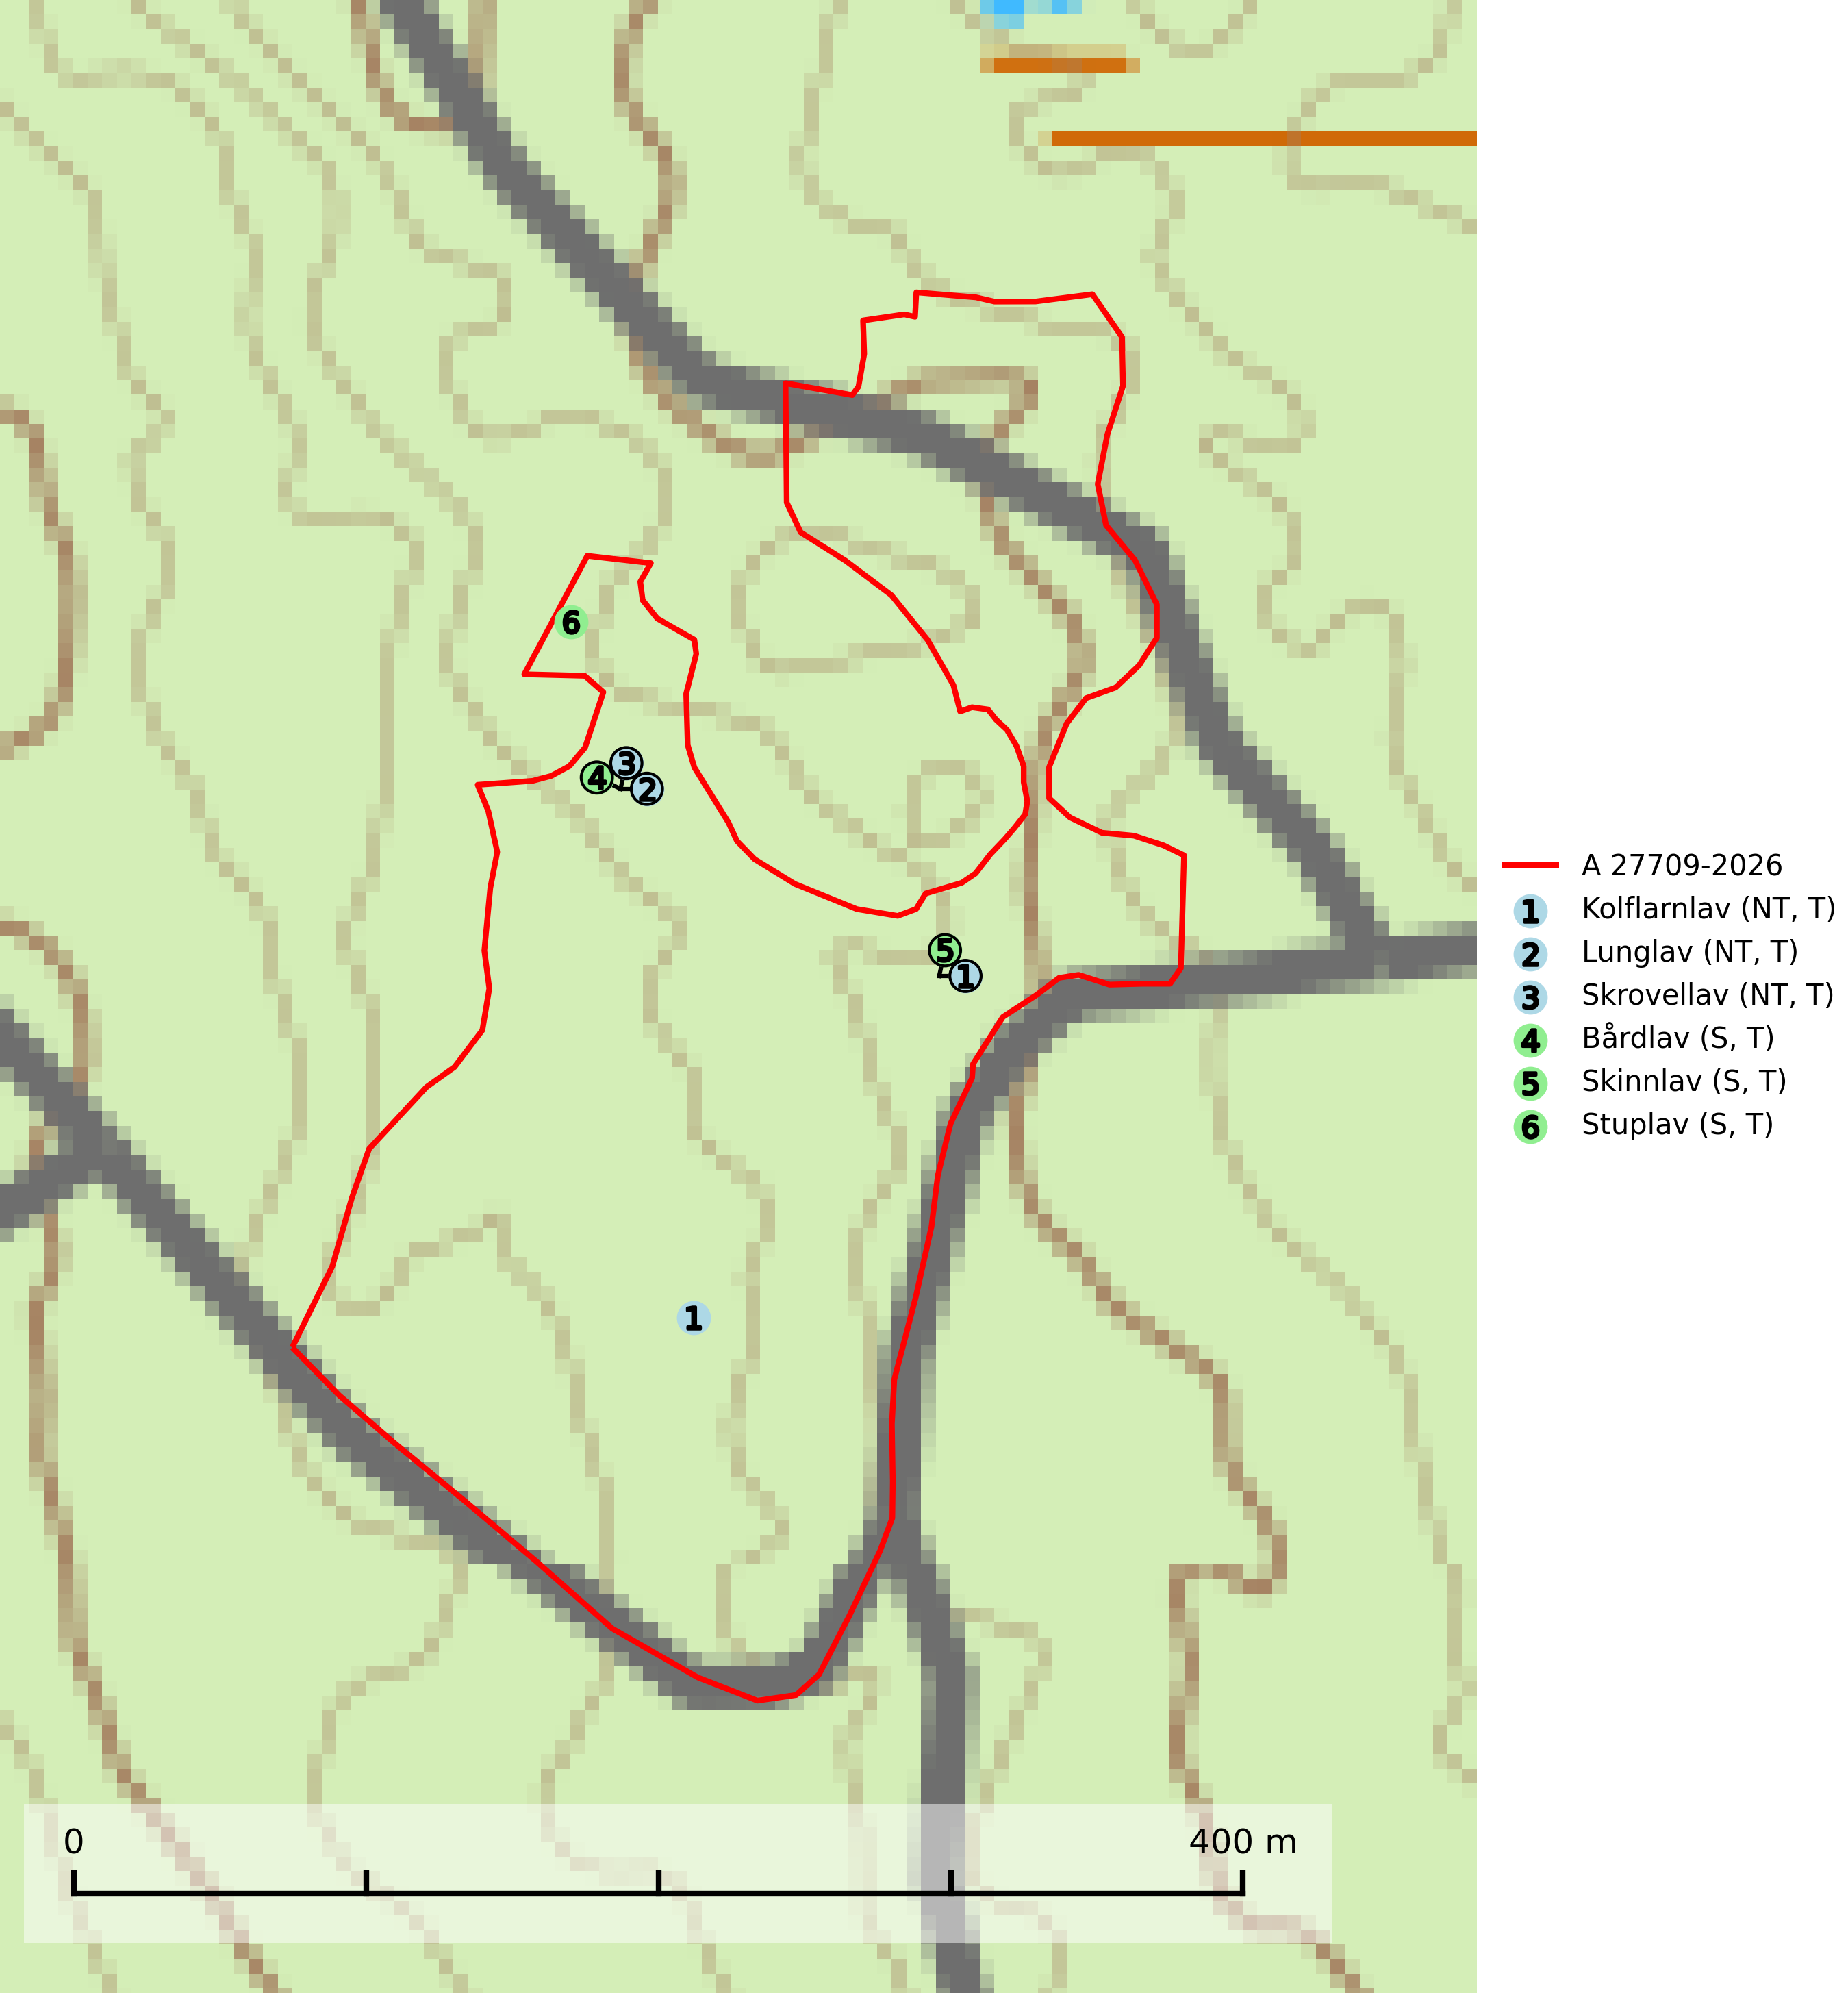 6
3
4
2
5
1
1
0 400 m
A 27709-2026
1 Kolflarnlav (NT, T)
2 Lunglav (NT, T)
3 Skrovellav (NT, T)
4 Bårdlav (S, T)
5 Skinnlav (S, T)
6 Stuplav (S, T)